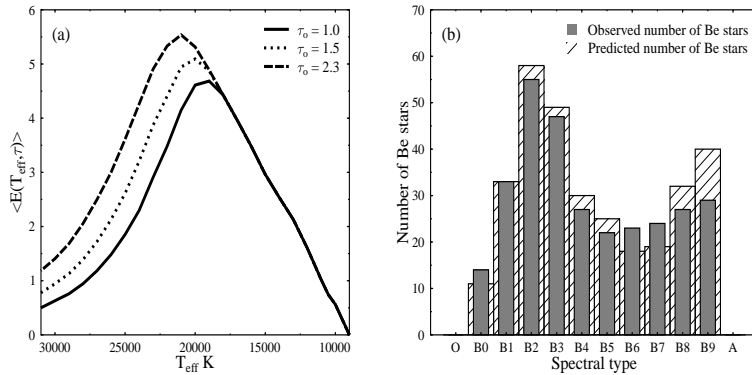 (a)
τo = 1.0
τo = 1.5
τo = 2.3
6
5
4
3
2
1
0
<E(Teff,τ)>
30000 25000 20000 15000 10000
Teff K
(b)
Observed number of Be stars
Predicted number of Be stars
70
60
50
40
30
20
10
0
Number of Be stars
O B0 B1 B2 B3 B4 B5 B6 B7 B8 B9 A
Spectral type